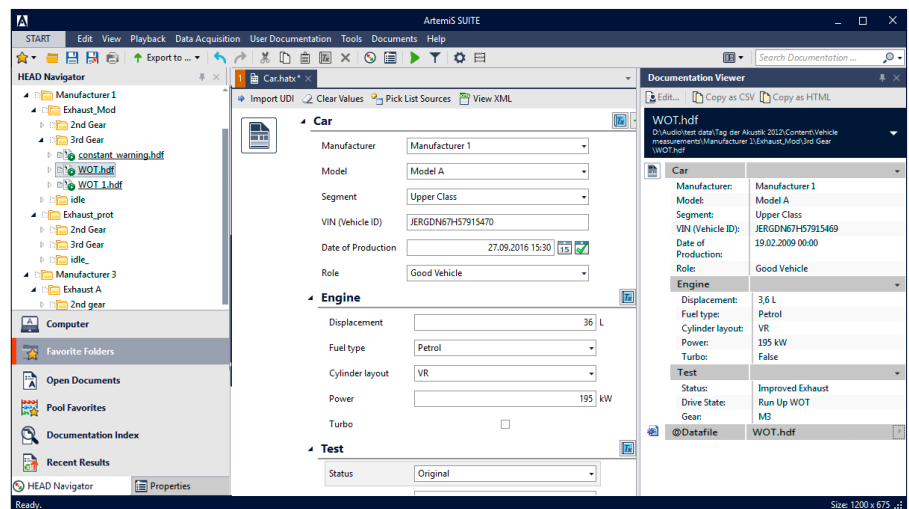 ArtemiS SUITE
START Edit View Playback Data Acquisition User Documentation Tools Documents Help
Export to ... Search Documentation ...
HEAD Navigator
Manufacturer 1
Exhaust_Mod
2nd Gear
3rd Gear
constant_warning.hdf
WOT.hdf
WOT 1.hdf
idle
Exhaust_prot
2nd Gear
3rd Gear
idle_
Manufacturer 3
Exhaust A
2nd gear
Computer
Favorite Folders
Open Documents
Pool Favorites
Documentation Index
Recent Results
HEAD Navigator Properties
1 Car.hatx*
Import UDI Clear Values Pick List Sources View XML
Car
Manufacturer Manufacturer 1
Model Model A
Segment Upper Class
VIN (Vehicle ID) JERGDN67H57915470
Date of Production 27.09.2016 15:30 15
Role Good Vehicle
Engine
Displacement 36 L
Fuel type Petrol
Cylinder layout VR
Power 195 kW
Turbo
Test
Status Original
Documentation Viewer
Edit... Copy as CSV Copy as HTML
WOT.hdf
D:\Audio\test data\Tag der Akustik 2012\Content\Vehicle
measurements\Manufacturer 1\Exhaust_Mod\3rd Gear
\WOT.hdf
Car
Manufacturer: Manufacturer 1
Model: Model A
Segment: Upper Class
VIN (Vehicle ID): JERGDN67H57915469
Date of 19.02.2009 00:00
Production:
Role: Good Vehicle
Engine
Displacement: 3,6 L
Fuel type: Petrol
Cylinder layout: VR
Power: 195 kW
Turbo: False
Test
Status: Improved Exhaust
Drive State: Run Up WOT
Gear: M3
@Datafile WOT.hdf
Ready. Size: 1200 x 675